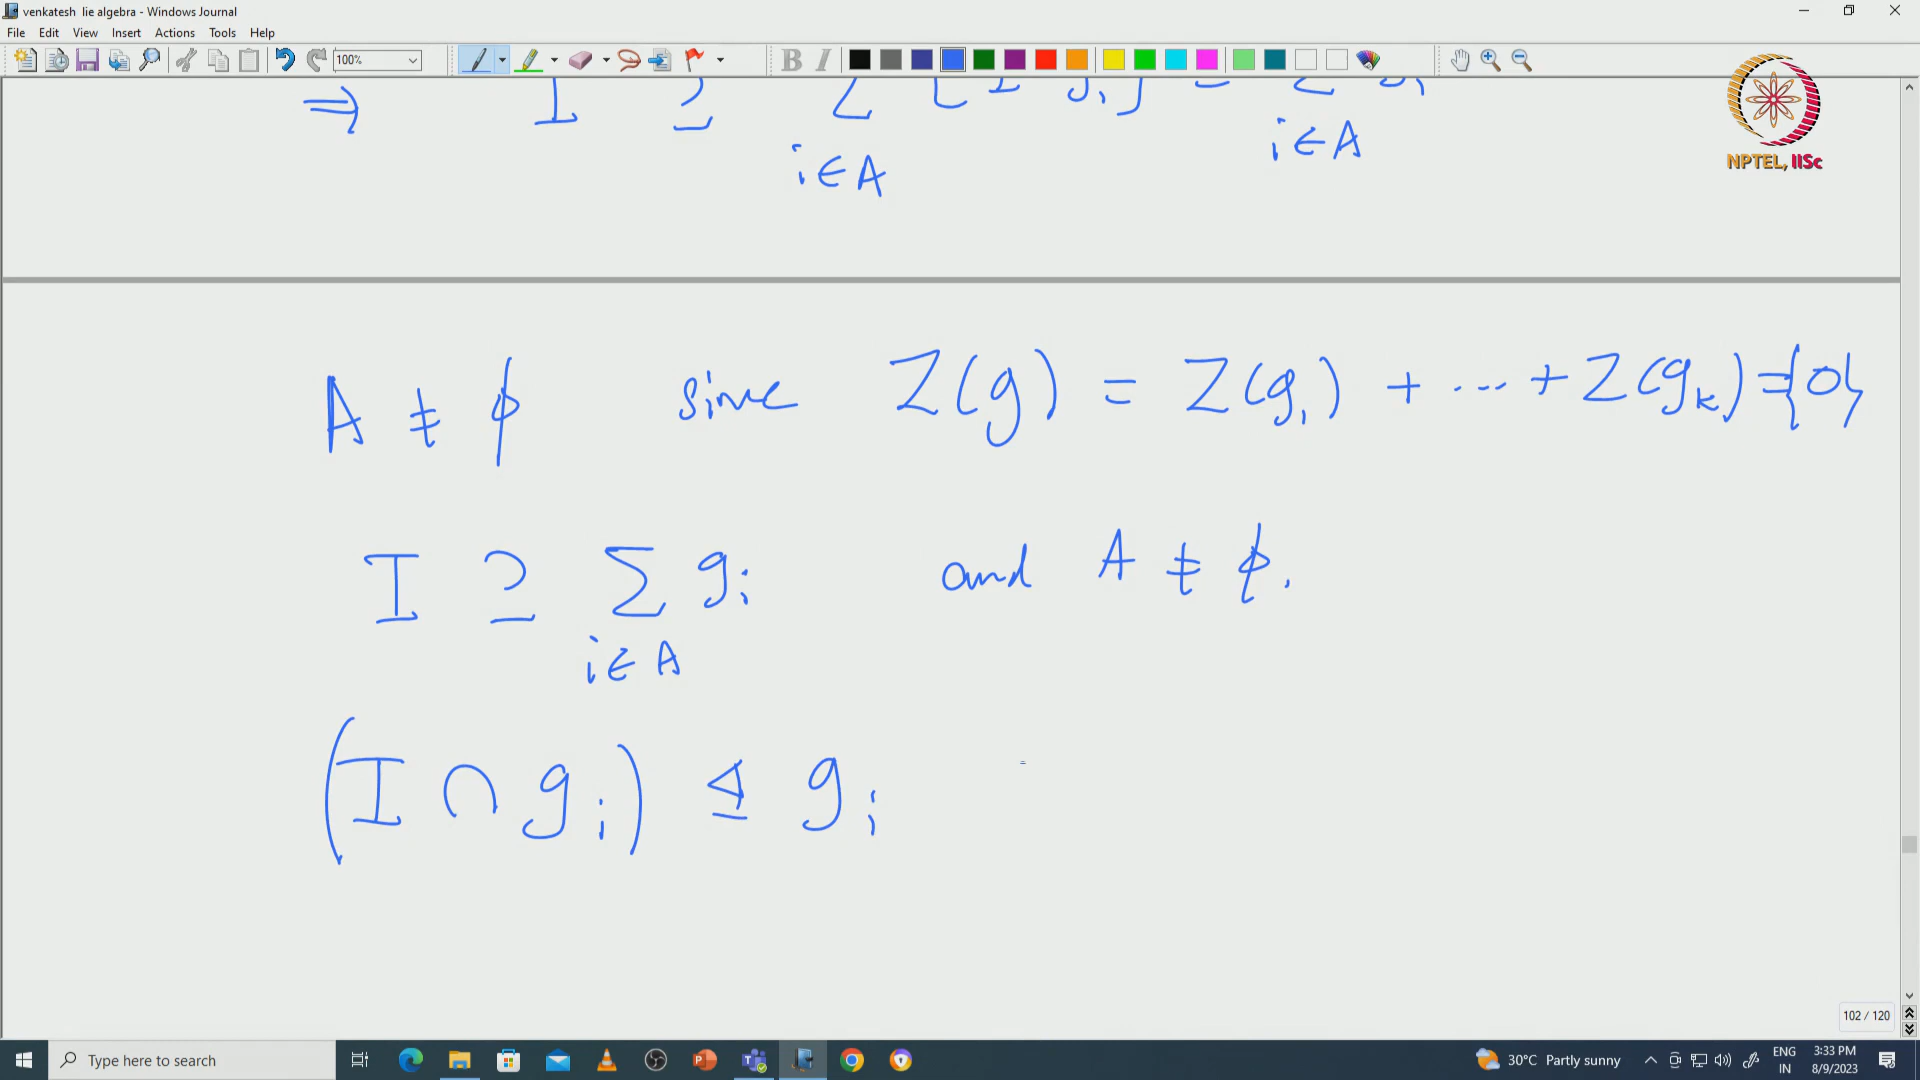 venkatesh lie algebra - Windows Journal
File Edit View Insert Actions Tools Help
100%
B I
NPTEL, IISc
i ∈ A
i ∈ A
A ≠ ϕ since Z(g) = Z(g₁) + ... + Z(gₖ) = {0}
I ⊇ ∑ gᵢ and A ≠ ϕ.
i ∈ A
(I ∩ gᵢ) ⊴ gᵢ
102 / 120
Type here to search
30°C Partly sunny
ENG
IN
3:33 PM
8/9/2023